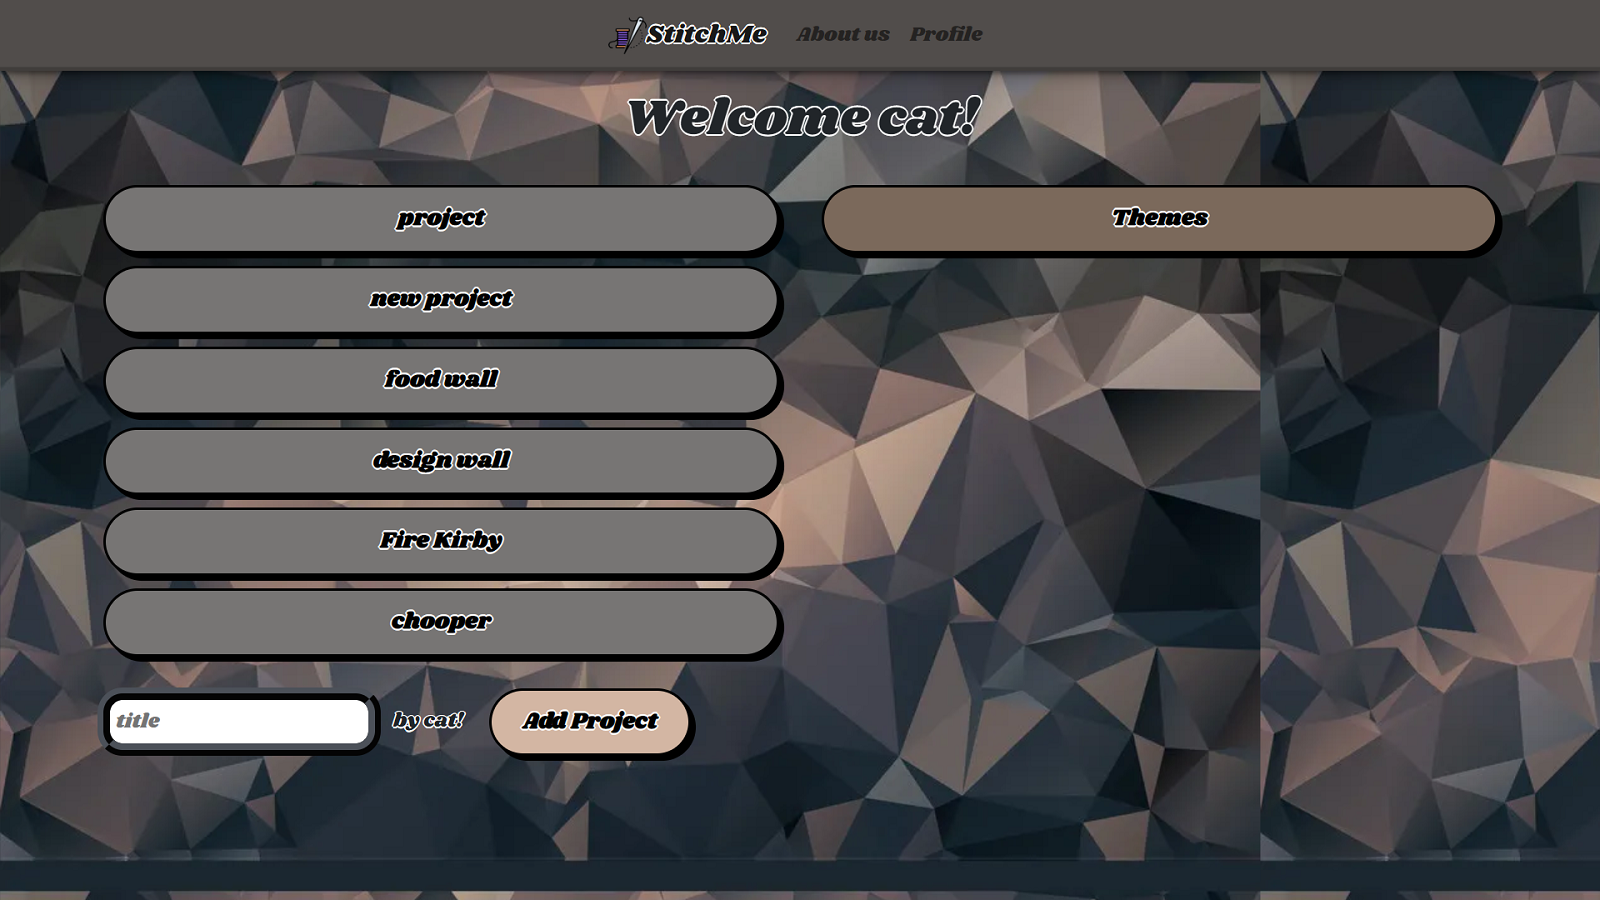 StitchMe About us Profile
Welcome cat!
project
Themes
new project
food wall
design wall
Fire Kirby
chooper
title by cat! Add Project